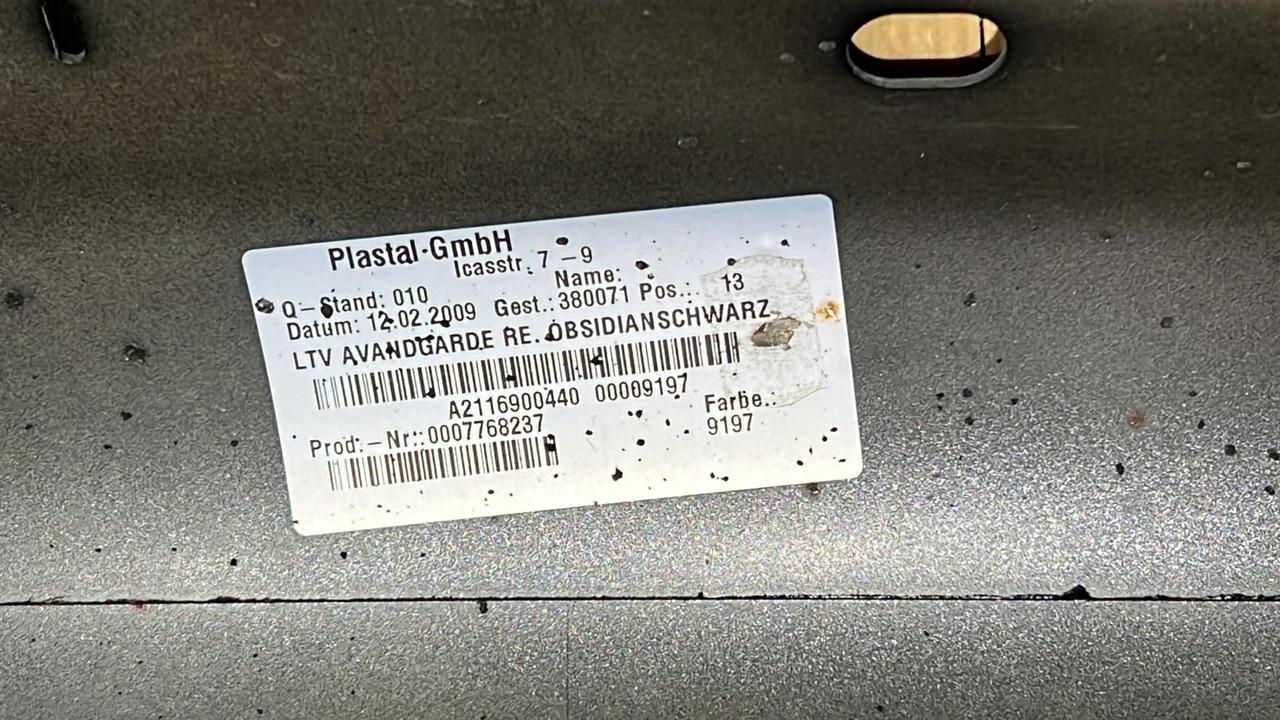 Plastal·GmbH
Icasstr. 7 – 9
Name:
Q – Stand: 010
Gest.: 380071 Pos.: 13
Datum: 12.02.2009
LTV AVANDGARDE RE. OBSIDIANSCHWARZ
A2116900440 00009197
Farbe.:
Prod.– Nr.: 0007768237
9197